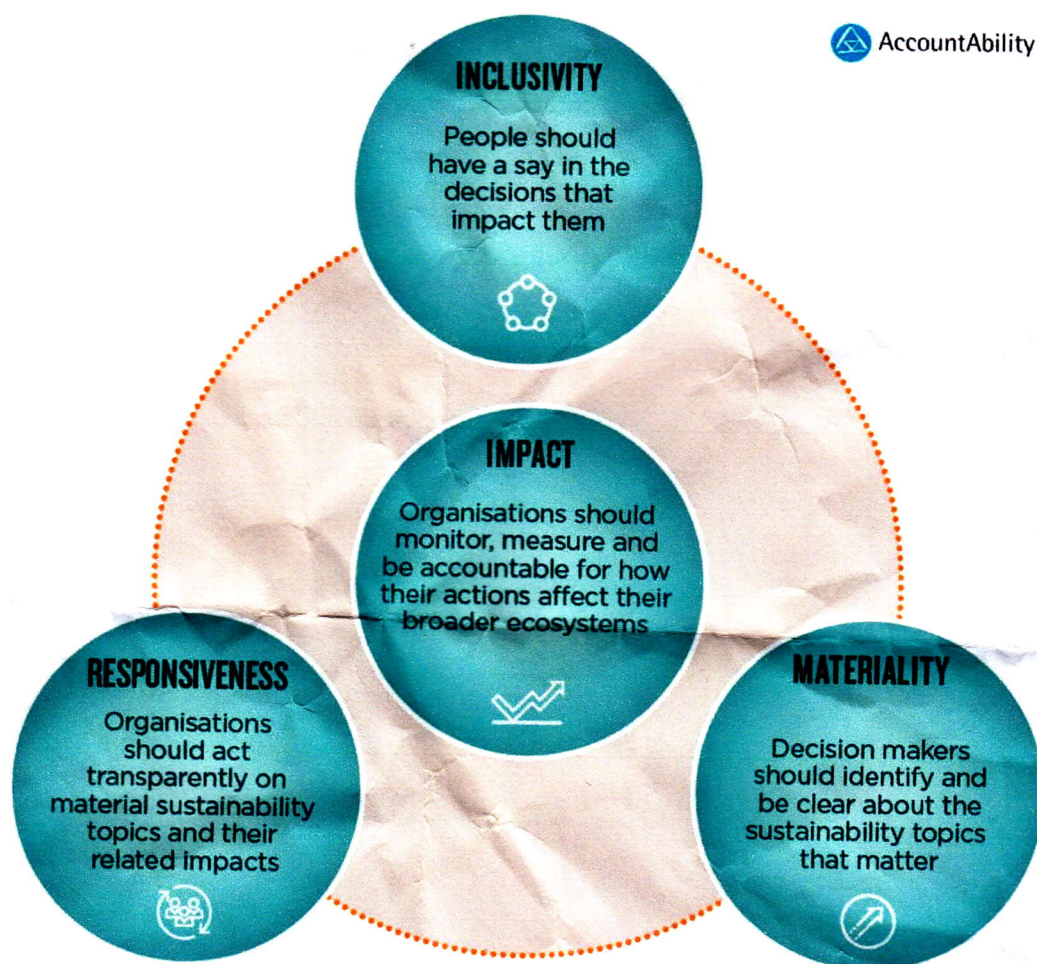 AccountAbility
INCLUSIVITY
People should
have a say in the
decisions that
impact them
IMPACT
Organisations should
monitor, measure and
be accountable for how
their actions affect their
broader ecosystems
RESPONSIVENESS
Organisations
should act
transparently on
material sustainability
topics and their
related impacts
MATERIALITY
Decision makers
should identify and
be clear about the
sustainability topics
that matter